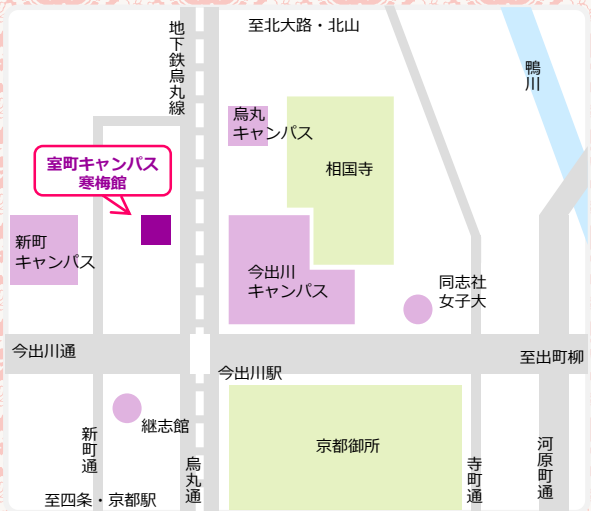 至北大路・北山
地下鉄烏丸線
鴨川
烏丸
キャンパス
相国寺
室町キャンパス
寒梅館
新町
キャンパス
今出川
キャンパス
同志社
女子大
今出川通
至出町柳
今出川駅
継志館
新町通
烏丸通
京都御所
寺町通
河原町通
至四条・京都駅